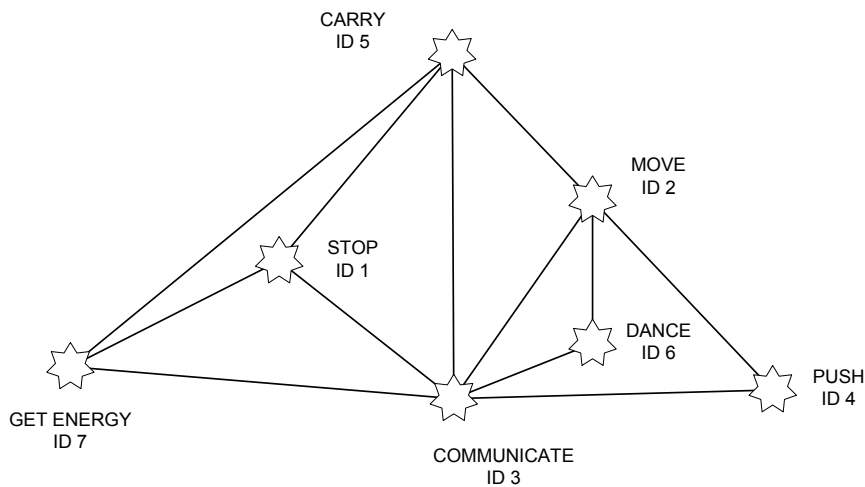 CARRY
ID 5
MOVE
ID 2
STOP
ID 1
DANCE
ID 6
PUSH
ID 4
GET ENERGY
ID 7
COMMUNICATE
ID 3